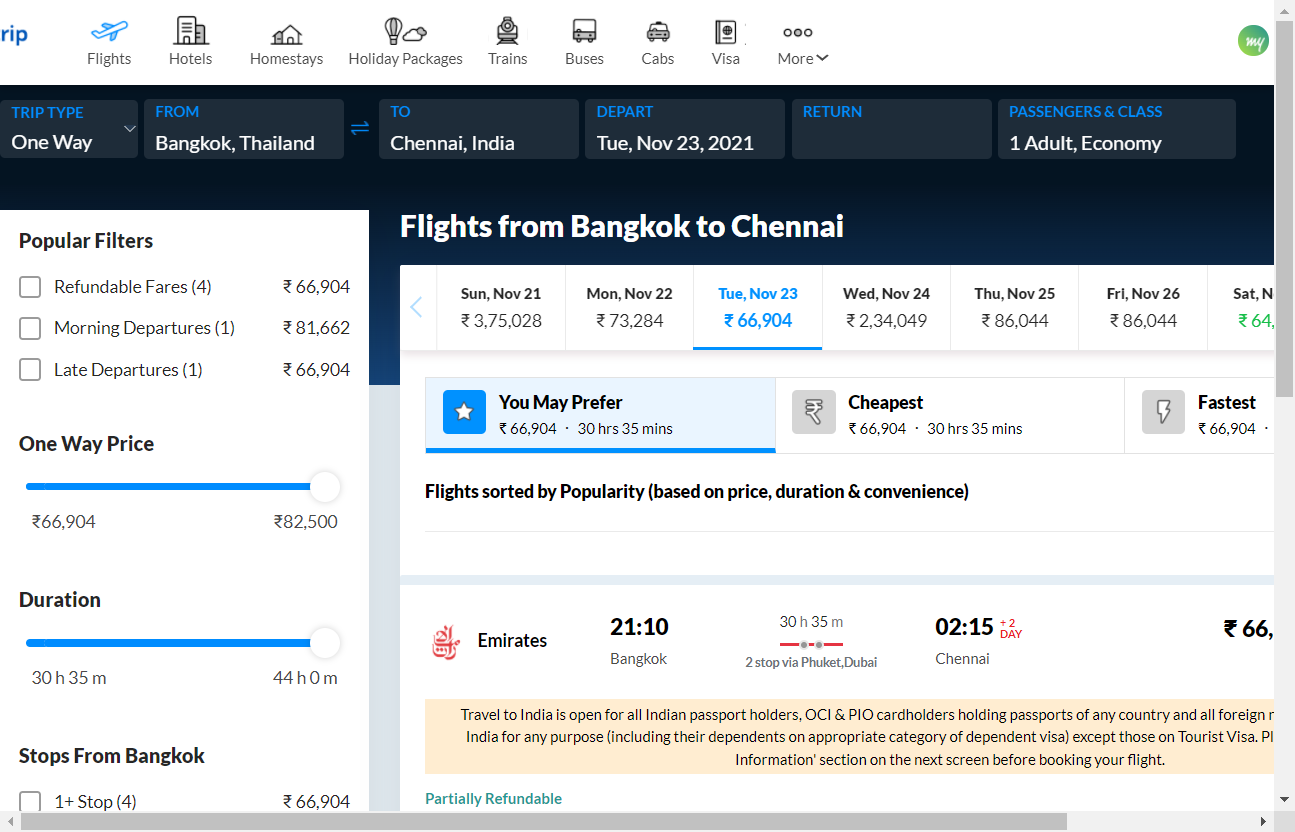 rip
Flights
Hotels
Homestays
Holiday Packages
Trains
Buses
Cabs
Visa
More
my
TRIP TYPE
One Way
FROM
Bangkok, Thailand
TO
Chennai, India
DEPART
Tue, Nov 23, 2021
RETURN
PASSENGERS & CLASS
1 Adult, Economy
Popular Filters
Refundable Fares (4) ₹ 66,904
Morning Departures (1) ₹ 81,662
Late Departures (1) ₹ 66,904
One Way Price
₹66,904 ₹82,500
Duration
30 h 35 m 44 h 0 m
Stops From Bangkok
1+ Stop (4) ₹ 66,904
Flights from Bangkok to Chennai
Sun, Nov 21
₹ 3,75,028
Mon, Nov 22
₹ 73,284
Tue, Nov 23
₹ 66,904
Wed, Nov 24
₹ 2,34,049
Thu, Nov 25
₹ 86,044
Fri, Nov 26
₹ 86,044
Sat, N
₹ 64,
You May Prefer
₹ 66,904 · 30 hrs 35 mins
Cheapest
₹ 66,904 · 30 hrs 35 mins
Fastest
₹ 66,904 ·
Flights sorted by Popularity (based on price, duration & convenience)
Emirates
21:10
Bangkok
30 h 35 m
2 stop via Phuket,Dubai
02:15 + 2 DAY
Chennai
₹ 66,
Travel to India is open for all Indian passport holders, OCI & PIO cardholders holding passports of any country and all foreign n
India for any purpose (including their dependents on appropriate category of dependent visa) except those on Tourist Visa. Pl
Information' section on the next screen before booking your flight.
Partially Refundable